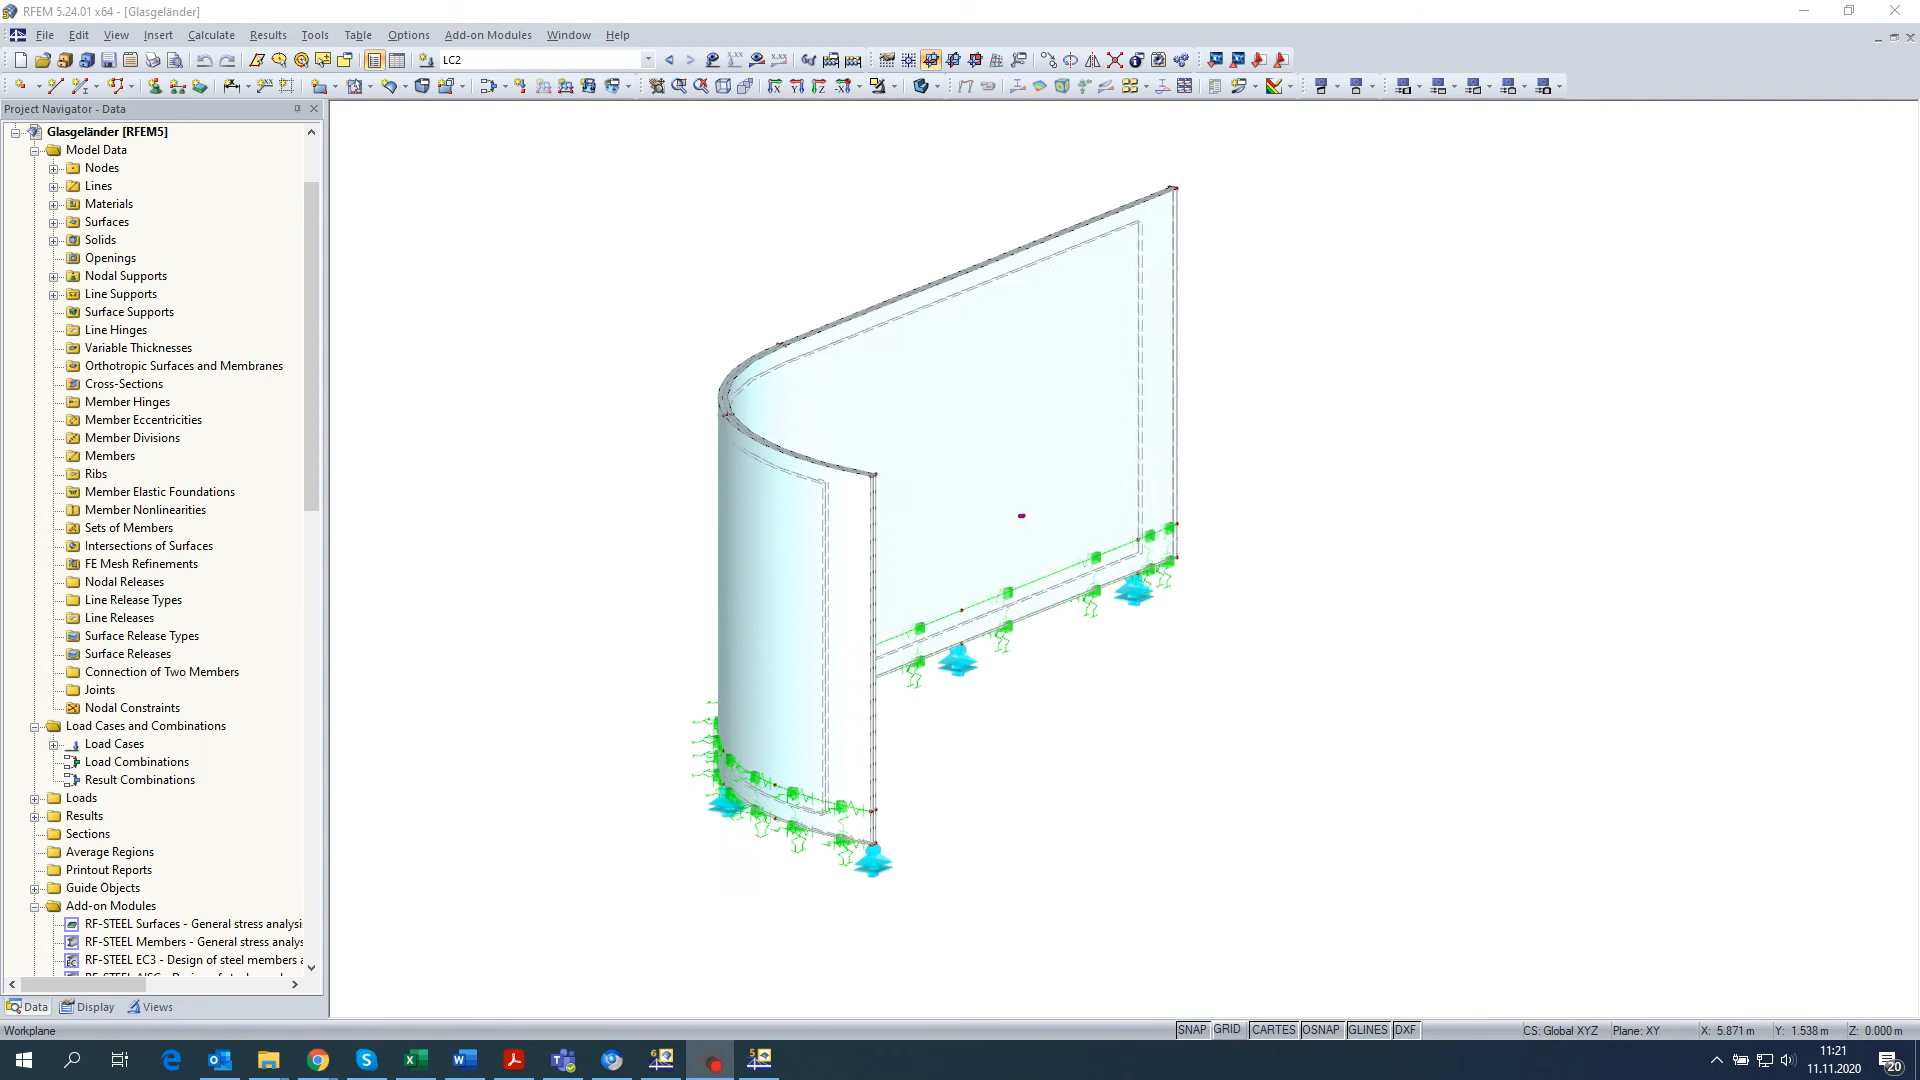 RFEM 5.24.01 x64 - [Glasgeländer]
File Edit View Insert Calculate Results Tools Table Options Add-on Modules Window Help
LC2
Project Navigator - Data
Glasgeländer [RFEM5]
Model Data
Nodes
Lines
Materials
Surfaces
Solids
Openings
Nodal Supports
Line Supports
Surface Supports
Line Hinges
Variable Thicknesses
Orthotropic Surfaces and Membranes
Cross-Sections
Member Hinges
Member Eccentricities
Member Divisions
Members
Ribs
Member Elastic Foundations
Member Nonlinearities
Sets of Members
Intersections of Surfaces
FE Mesh Refinements
Nodal Releases
Line Release Types
Line Releases
Surface Release Types
Surface Releases
Connection of Two Members
Joints
Nodal Constraints
Load Cases and Combinations
Load Cases
Load Combinations
Result Combinations
Loads
Results
Sections
Average Regions
Printout Reports
Guide Objects
Add-on Modules
RF-STEEL Surfaces - General stress analysi
RF-STEEL Members - General stress analys
RF-STEEL EC3 - Design of steel members a
Data Display Views
Workplane
SNAP GRID CARTES OSNAP GLINES DXF CS: Global XYZ Plane: XY X: 5.871 m Y: 1.538 m Z: 0.000 m
11:21
11.11.2020
20